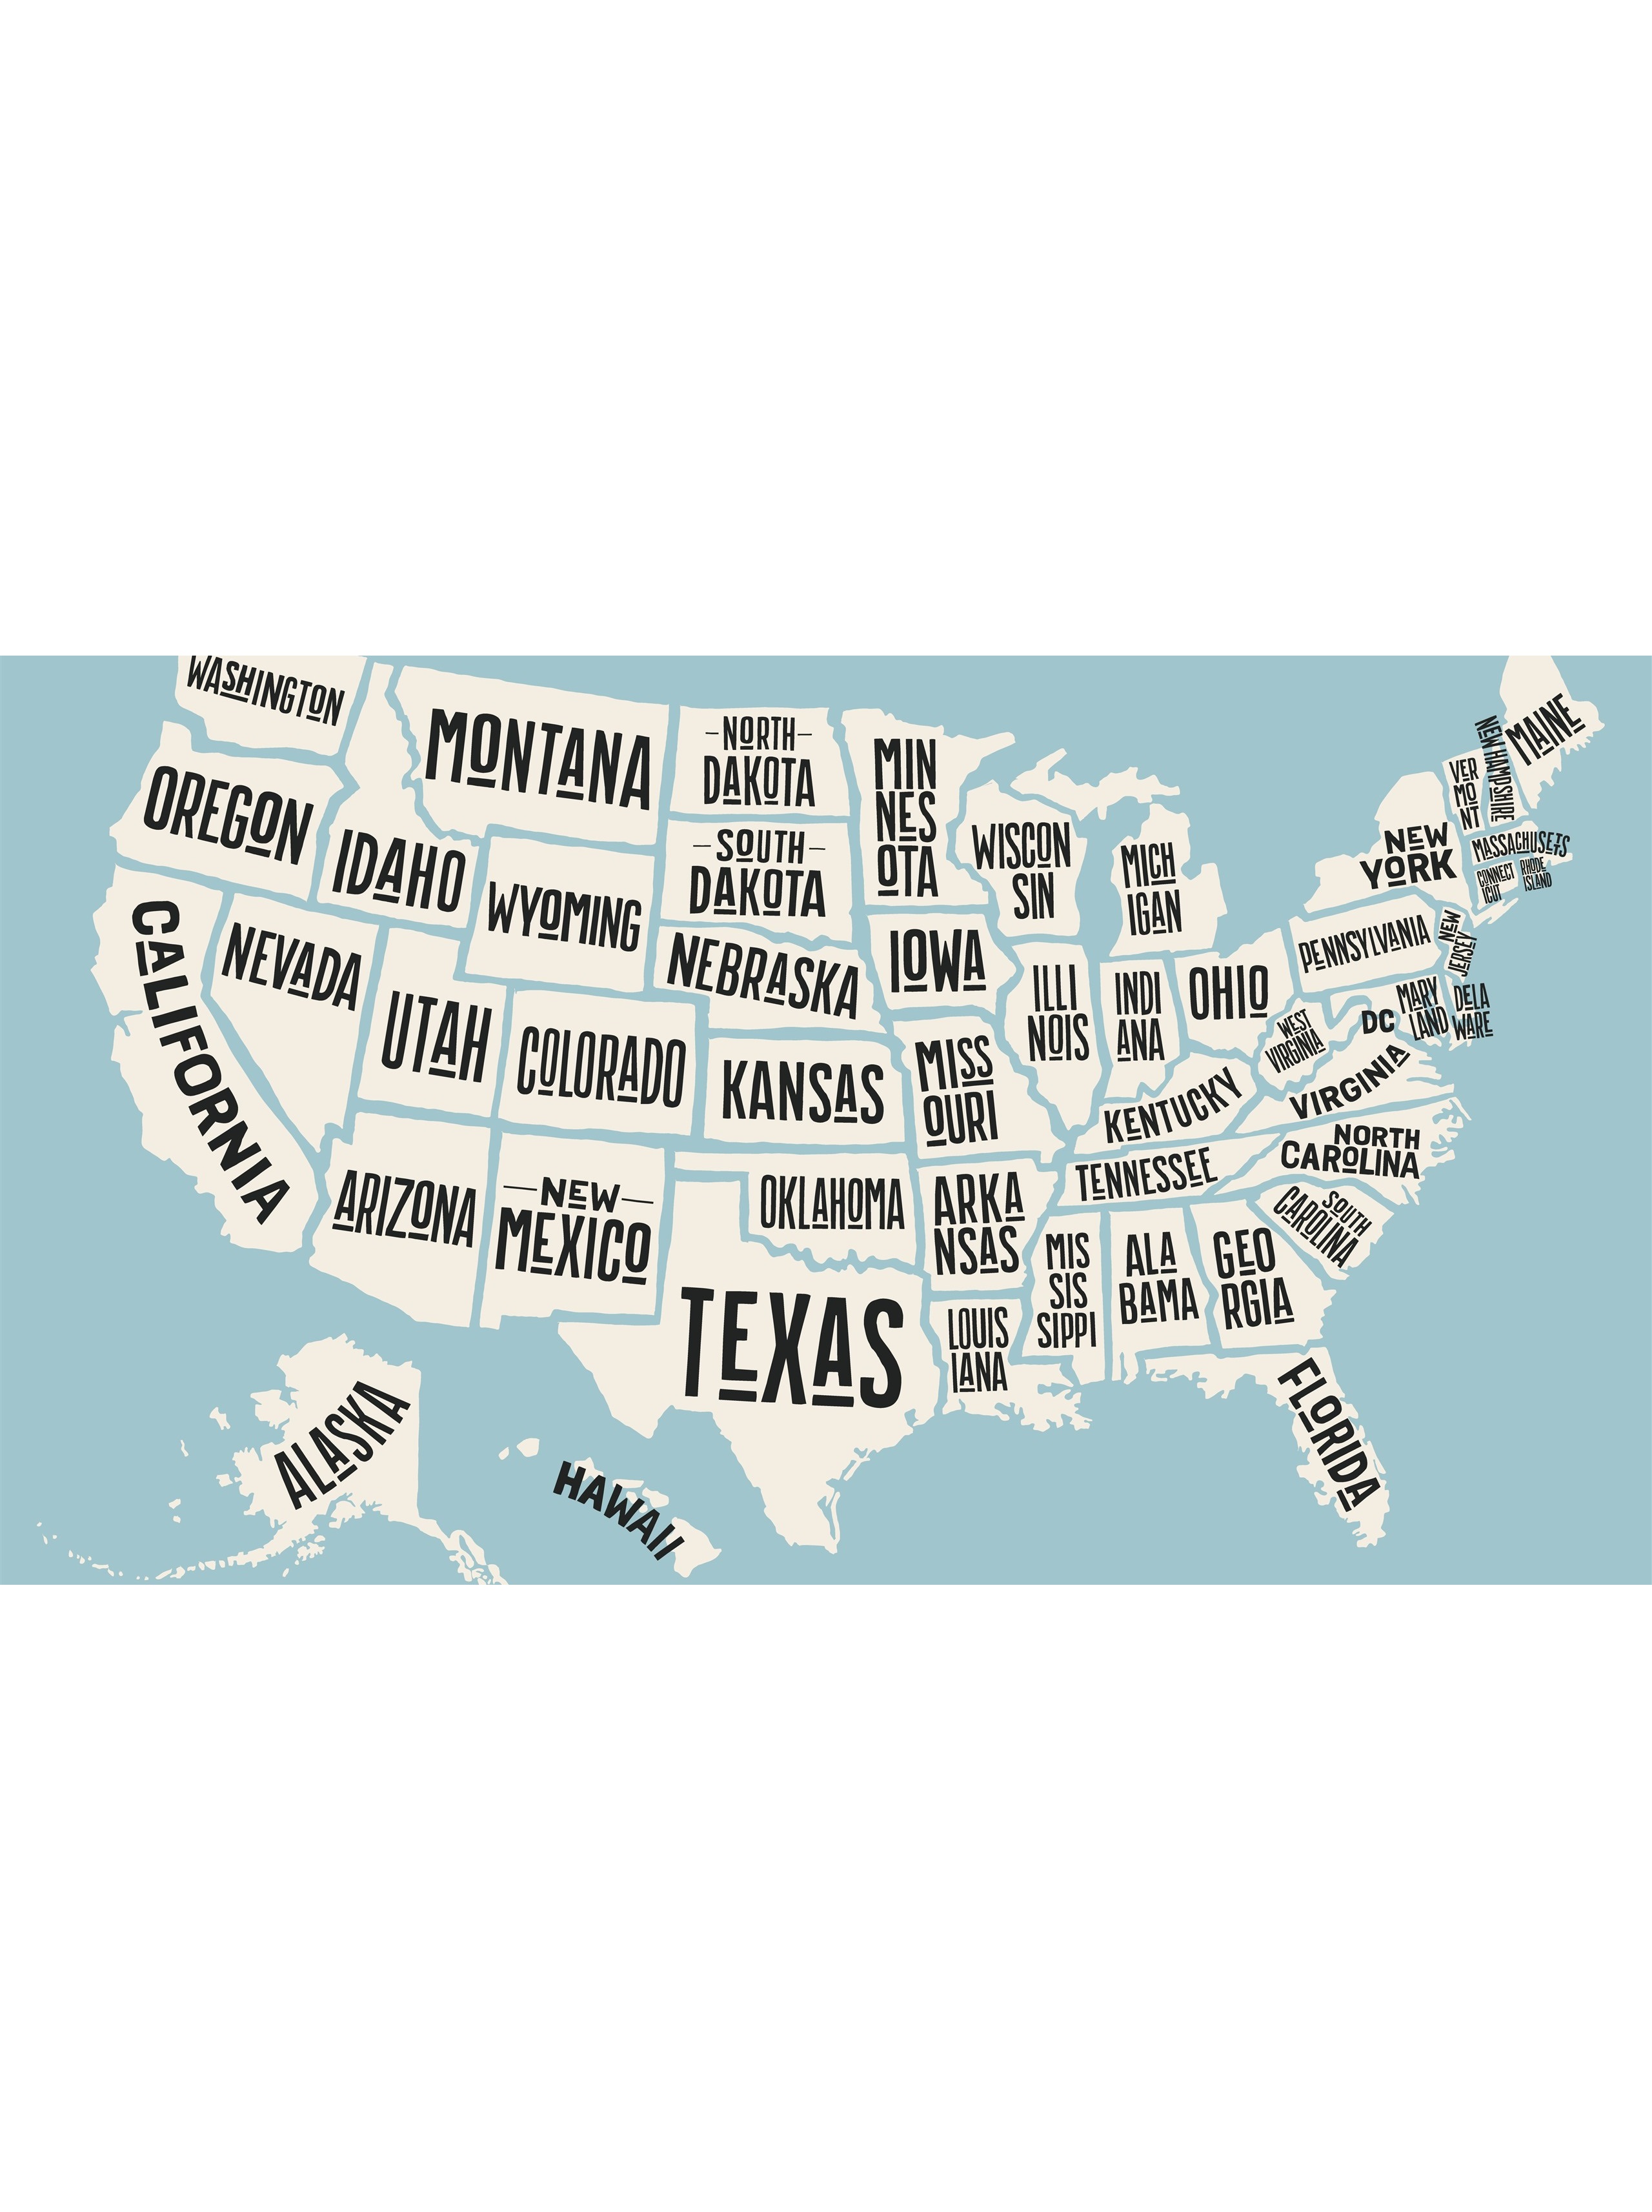 WASHINGTON
OREGON
CALIFORNIA
IDAHO
NEVADA
MONTANA
WYOMING
UTAH
COLORADO
ARIZONA
NEW
MEXICO
NORTH
DAKOTA
SOUTH
DAKOTA
NEBRASKA
KANSAS
OKLAHOMA
TEXAS
MIN
NES
OTA
IOWA
MISS
OURI
ARKA
NSAS
LOUIS
IANA
WISCON
SIN
ILLI
NOIS
MICH
IGAN
INDI
ANA
OHIO
KENTUCKY
TENNESSEE
MIS
SIS
SIPPI
ALA
BAMA
GEO
RGIA
FLORIDA
SOUTH
CAROLINA
NORTH
CAROLINA
VIRGINIA
WEST
VIRGINIA
DC
MARY
LAND
DELA
WARE
PENNSYLVANIA
NEW
JERSEY
NEW
YORK
CONNECT
ICUT
RHODE
ISLAND
MASSACHUSETS
VER
MO
NT
NEW HAMPSHIRE
MAINE
ALASKA
HAWAII